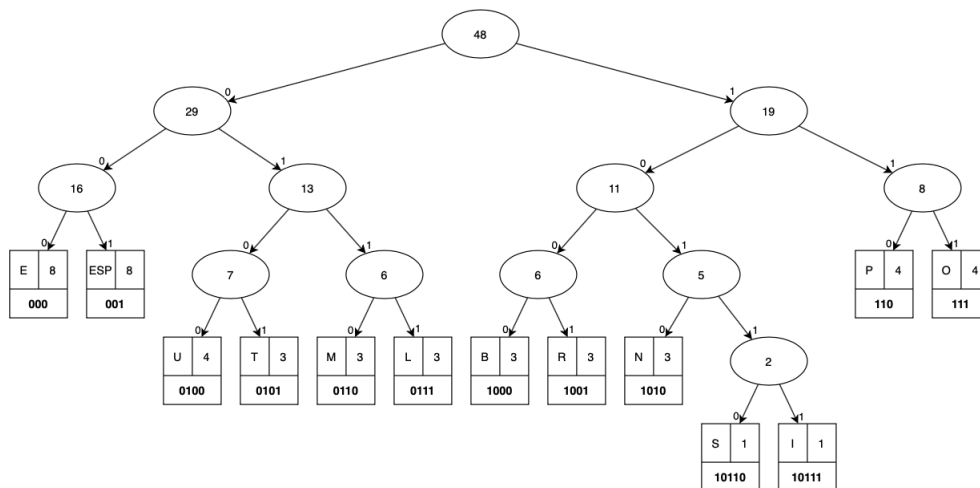 48
0 1
29 19
0 1 0 1
16 13 11 8
0 1 0 1 0 1 0 1
E 8 ESP 8 7 6 6 5 P 4 O 4
000 001 110 111
0 1 0 1 0 1 0 1
U 4 T 3 M 3 L 3 B 3 R 3 N 3 2
0100 0101 0110 0111 1000 1001 1010
0 1
S 1 I 1
10110 10111